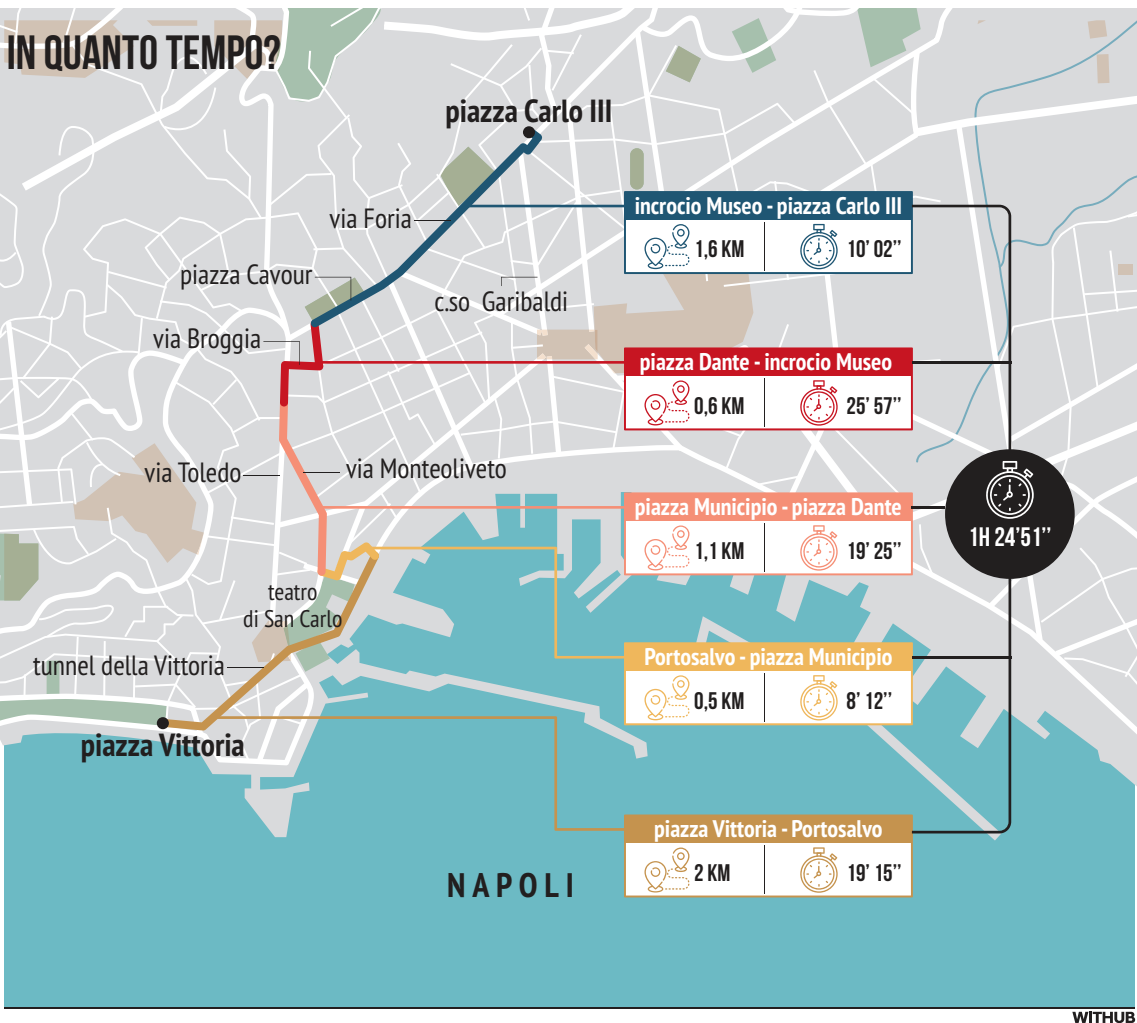 IN QUANTO TEMPO?
piazza Carlo III
via Foria
incrocio Museo - piazza Carlo III
1,6 KM
10’ 02’’
piazza Cavour
c.so Garibaldi
via Broggia
piazza Dante - incrocio Museo
0,6 KM
25’ 57’’
via Toledo
via Monteoliveto
piazza Municipio - piazza Dante
1,1 KM
19’ 25’’
1H 24’51’’
teatro
di San Carlo
tunnel della Vittoria
Portosalvo - piazza Municipio
0,5 KM
8’ 12’’
piazza Vittoria
piazza Vittoria - Portosalvo
2 KM
19’ 15’’
NAPOLI
WITHUB